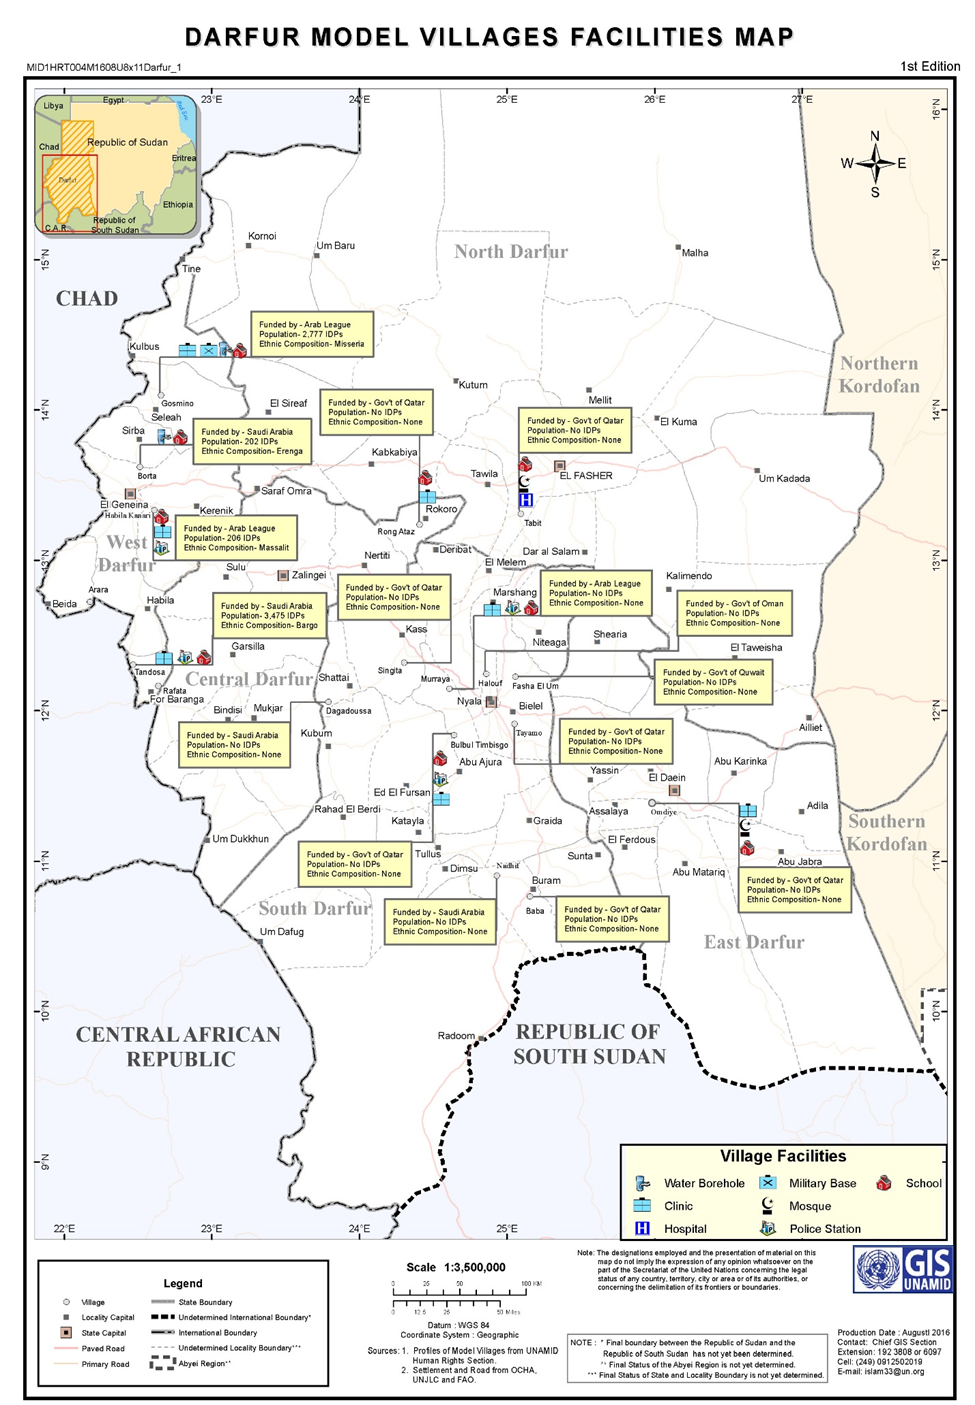 DARFUR MODEL VILLAGES FACILITIES MAP
MID1HRT004M1608U8x11Darfur_1
1st Edition
23°E
24°E
25°E
26°E
27°E
16°N
Libya
Egypt
Red Sea
Chad
Republic of Sudan
Eritrea
Darfur
Ethiopia
C.A.R.
Republic of
South Sudan
N
W
E
S
Kornoi
Um Baru
North Darfur
Malha
15°N
15°N
Tine
CHAD
Funded by - Arab League
Population- 2,777 IDPs
Ethnic Composition- Misseria
Kulbus
Northern
Kordofan
Kutum
Mellit
Gosmino
Seleah
El Sireaf
Funded by - Gov't of Qatar
Population- No IDPs
Ethnic Composition- None
14°N
14°N
Funded by - Gov't of Qatar
Population- No IDPs
Ethnic Composition- None
El Kuma
Sirba
Funded by - Saudi Arabia
Population- 202 IDPs
Ethnic Composition- Erenga
Kabkabiya
Borta
Tawila
EL FASHER
Um Kadada
Saraf Omra
El Geneina
Habila Kanari
Kerenik
Rokoro
Rong Ataz
Tabit
Funded by - Arab League
Population- 206 IDPs
Ethnic Composition- Massalit
West
Darfur
13°N
13°N
Nertiti
Deribat
Dar al Salam
El Melem
Sulu
Zalingei
Kalimendo
Arara
Beida
Habila
Funded by - Gov't of Qatar
Population- No IDPs
Ethnic Composition- None
Marshang
Funded by - Arab League
Population- No IDPs
Ethnic Composition- None
Funded by - Saudi Arabia
Population- 3,475 IDPs
Ethnic Composition- Bargo
Funded by - Gov't of Oman
Population- No IDPs
Ethnic Composition- None
Kass
Niteaga
Shearia
Garsilla
El Taweisha
Tandosa
Singita
Murraya
Halouf
Fasha El Um
Funded by - Gov't of Quwait
Population- No IDPs
Ethnic Composition- None
Central Darfur
Shattai
Rafata
For Baranga
Nyala
Bielel
12°N
12°N
Bindisi
Mukjar
Dagadoussa
Ailliet
Funded by - Saudi Arabia
Population- No IDPs
Ethnic Composition- None
Kubum
Tayamo
Funded by - Gov't of Qatar
Population- No IDPs
Ethnic Composition- None
Bulbul Timbisgo
Abu Ajura
Abu Karinka
Yassin
El Daein
Ed El Fursan
Rahad El Berdi
Katayla
Graida
Assalaya
Omdiye
Adila
Southern
Kordofan
Um Dukkhun
El Ferdous
11°N
11°N
Funded by - Gov't of Qatar
Population- No IDPs
Ethnic Composition- None
Tullus
Dimsu
Nadhif
Sunta
Abu Matariq
Abu Jabra
Funded by - Gov't of Qatar
Population- No IDPs
Ethnic Composition- None
Buram
Baba
South Darfur
Funded by - Saudi Arabia
Population- No IDPs
Ethnic Composition- None
Funded by - Gov't of Qatar
Population- No IDPs
Ethnic Composition- None
Um Dafug
East Darfur
10°N
10°N
CENTRAL AFRICAN
REPUBLIC
Radoom
REPUBLIC OF
SOUTH SUDAN
9°N
Village Facilities
Water Borehole
Military Base
School
Clinic
Mosque
H Hospital
Police Station
22°E
23°E
24°E
25°E
Legend
Village
Locality Capital
State Capital
Paved Road
Primary Road
State Boundary
Undetermined International Boundary*
International Boundary
Undetermined Locality Boundary***
Abyei Region**
Scale 1:3,500,000
0 25 50 100 KM
0 12.5 25 50 Miles
Datum : WGS 84
Coordinate System : Geographic
Sources: 1. Profiles of Model Villages from UNAMID
Human Rights Section.
2. Settlement and Road from OCHA,
UNJLC and FAO.
Note: The designations employed and the presentation of material on this
map do not imply the expression of any opinion whatsoever on the
part of the Secretariat of the United Nations concerning the legal
status of any country, territory, city or area or of its authorities, or
concerning the delimitation of its frontiers or boundaries.
GIS
UNAMID
NOTE : * Final boundary between the Republic of Sudan and the
Republic of South Sudan has not yet been determined.
** Final Status of the Abyei Region is not yet determined.
*** Final Status of State and Locality Boundary is not yet determined.
Production Date : Augustl 2016
Contact: Chief GIS Section
Extension: 192 3808 or 6097
Cell: (249) 0912502019
E-mail: islam33@un.org